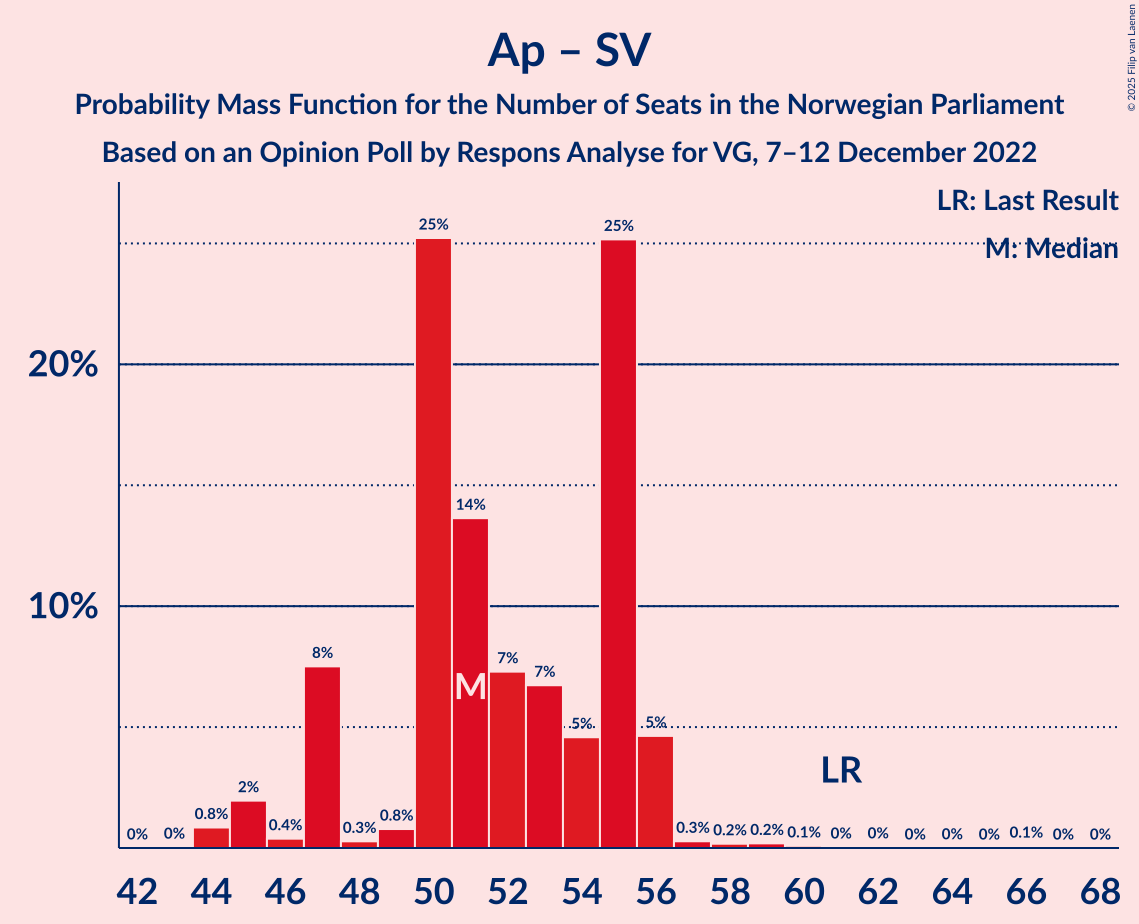 Ap – SV
Probability Mass Function for the Number of Seats in the Norwegian Parliament
Based on an Opinion Poll by Respons Analyse for VG, 7–12 December 2022
© 2025 Filip van Laenen
LR: Last Result
M: Median
20%
10%
0% 0% 0.8% 2% 0.4% 8% 0.3% 0.8% 25% 14% 7% 7% 5% 25% 5% 0.3% 0.2% 0.2% 0.1% 0% 0% 0% 0% 0% 0.1% 0% 0%
M
LR
42 44 46 48 50 52 54 56 58 60 62 64 66 68